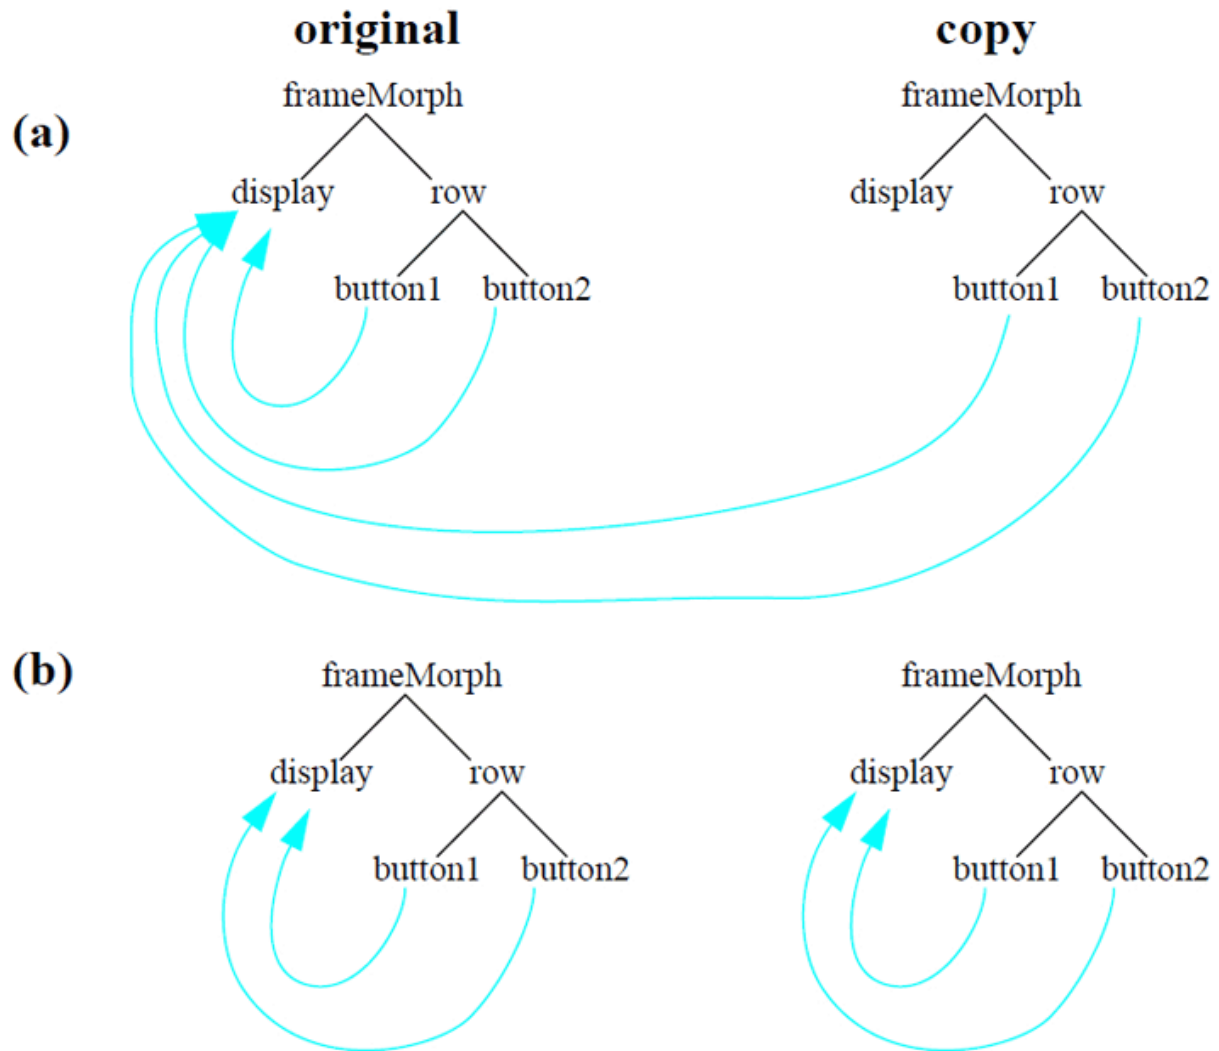 original copy
frameMorph frameMorph
(a)
display row display row
button1 button2 button1 button2
(b)
frameMorph frameMorph
display row display row
button1 button2 button1 button2